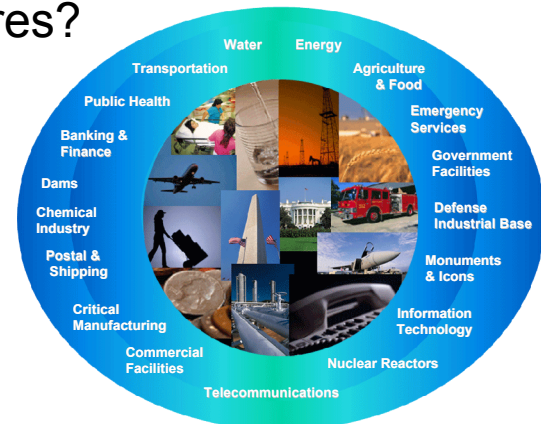 res?
Water
Energy
Transportation
Agriculture
& Food
Public Health
Emergency
Services
Banking &
Finance
Government
Facilities
Dams
Defense
Industrial Base
Chemical
Industry
Postal &
Shipping
Monuments
& Icons
Critical
Manufacturing
Information
Technology
Commercial
Facilities
Nuclear Reactors
Telecommunications